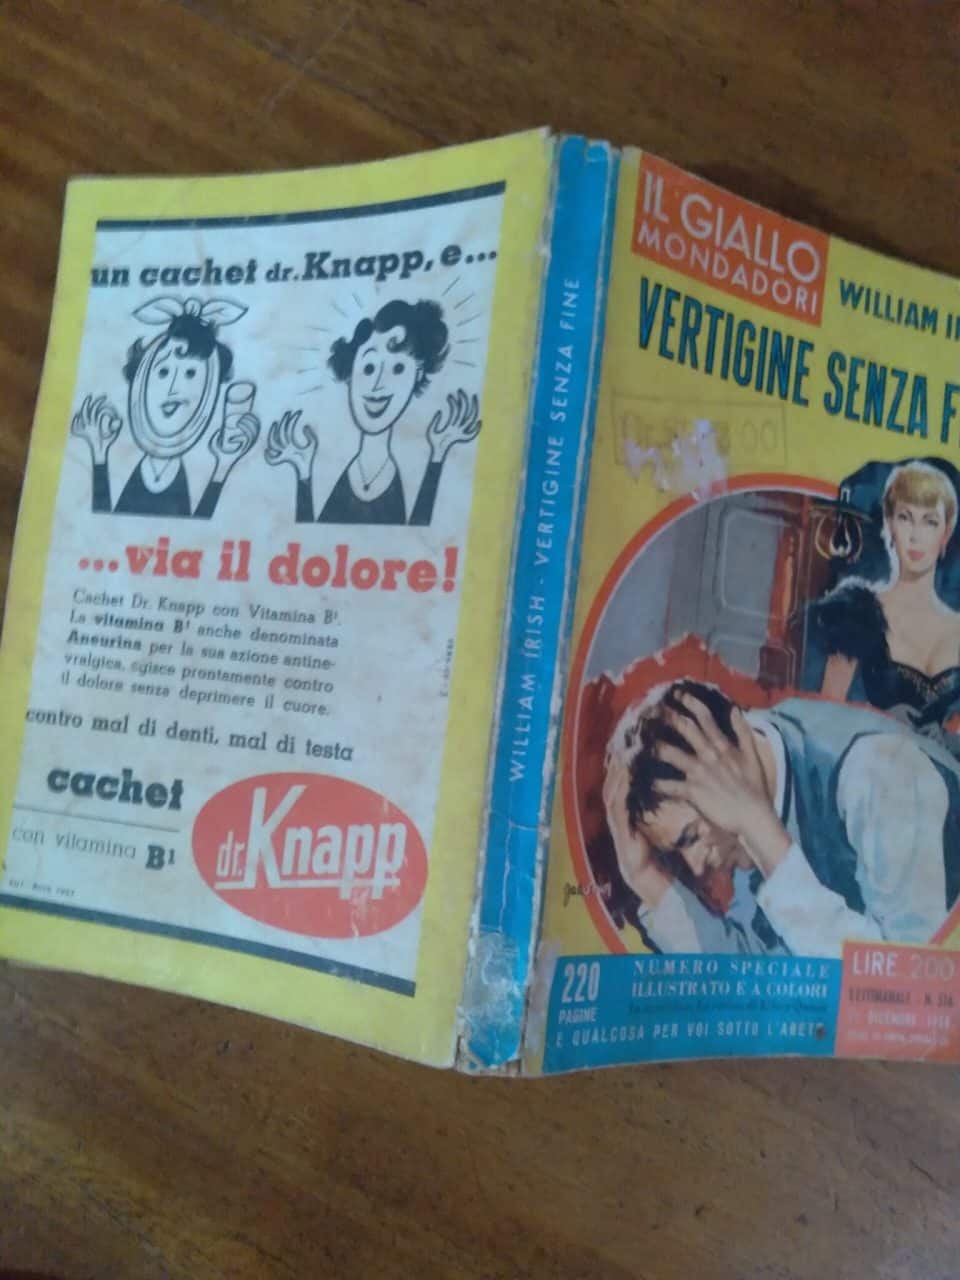 un cachet dr. Knapp, e...
...via il dolore!
Cachet Dr. Knapp con Vitamina B¹.
La vitamina B¹ anche denominata
Aneurina per la sua azione antine-
vralgica, agisce prontamente contro
il dolore senza deprimere il cuore.
contro mal di denti, mal di testa
cachet
con vitamina B¹
dr. Knapp
WILLIAM IRISH - VERTIGINE SENZA FINE
IL GIALLO
MONDADORI
WILLIAM IR
VERTIGINE SENZA F
00
220
PAGINE
NUMERO SPECIALE
ILLUSTRATO E A COLORI
E QUALCOSA PER VOI SOTTO L'ABETE
LIRE 200
SETTIMANALE - N.
DICEMBRE